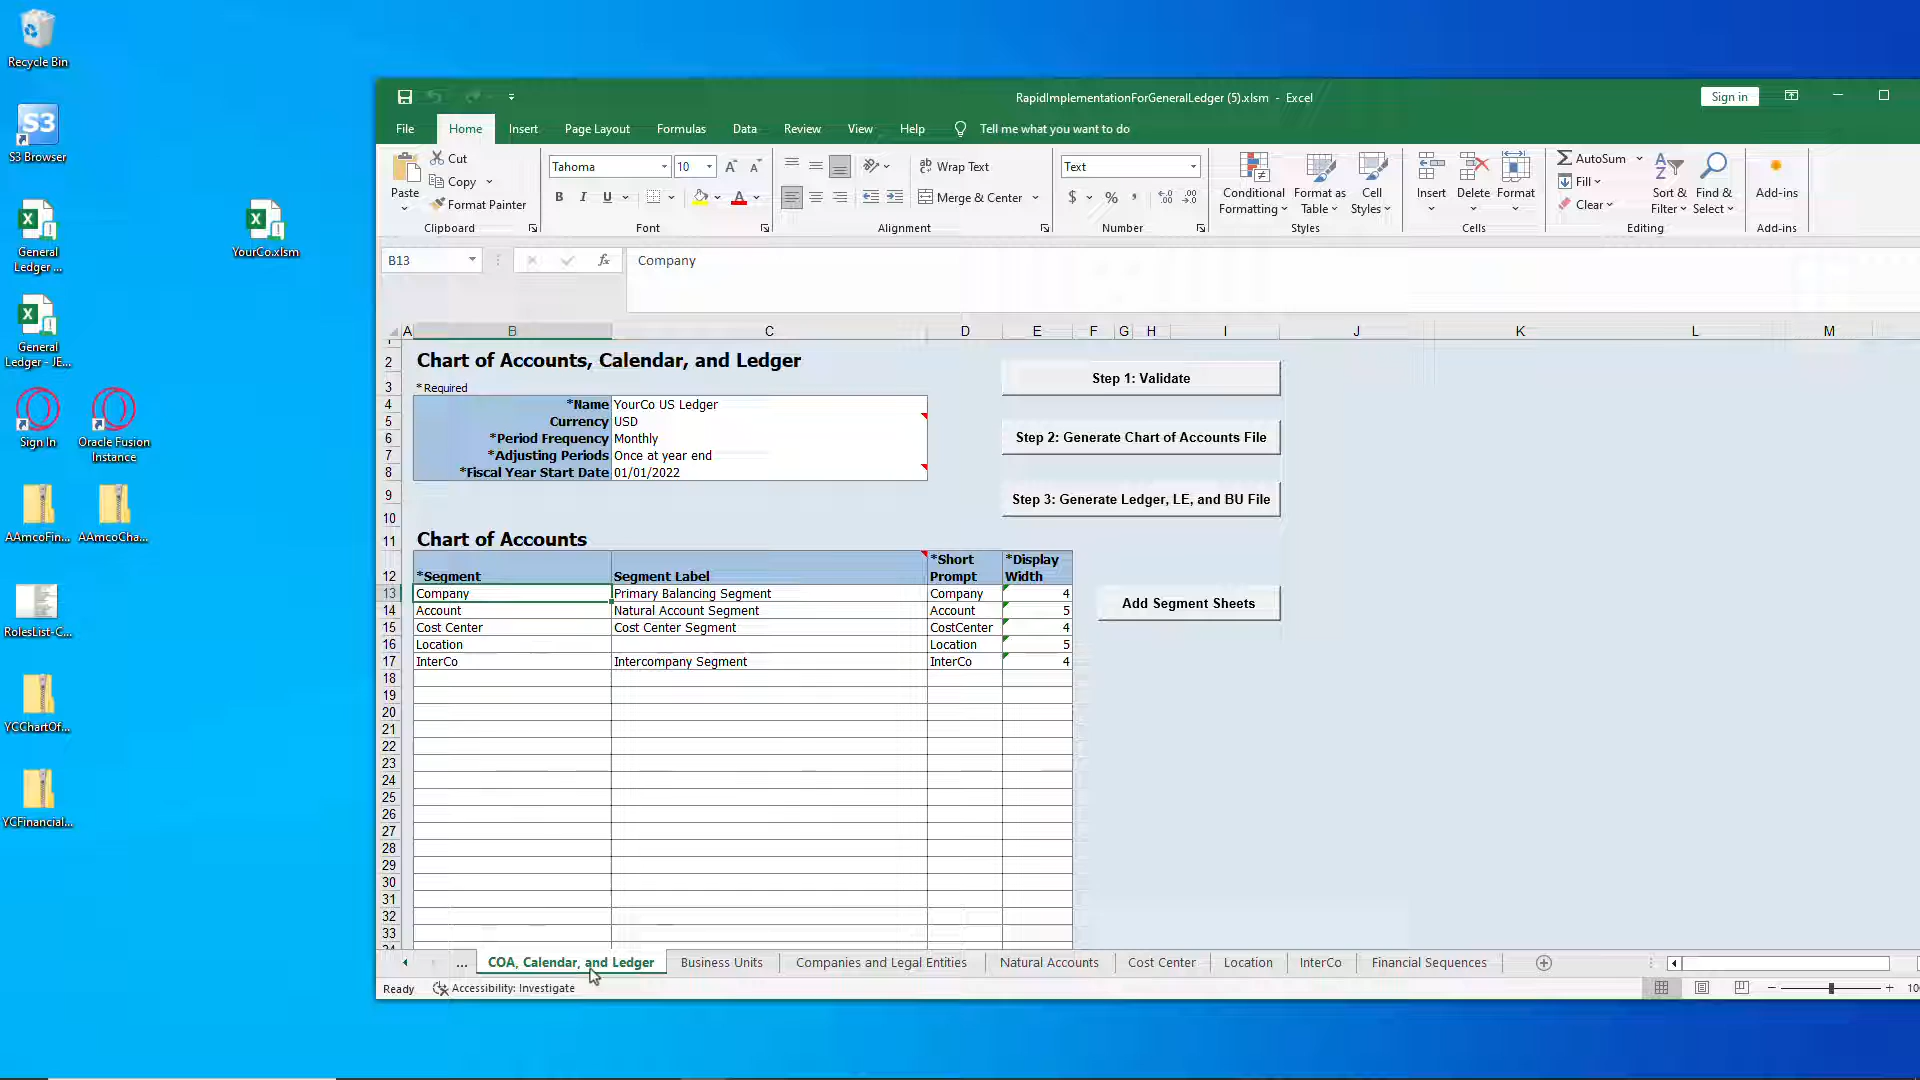 Recycle Bin
S3
S3 Browser
General
Ledger ...
YourCo.xlsm
General
Ledger - JE...
Sign In
Oracle Fusion
Instance
AAmcoFin...
AAmcoCha...
RolesList-C...
YCChartOf...
YCFinancial...
RapidImplementationForGeneralLedger (5).xlsm - Excel
Sign in
File Home Insert Page Layout Formulas Data Review View Help Tell me what you want to do
Paste
Cut
Copy
Format Painter
Clipboard
Tahoma 10
B I U
Font
Wrap Text
Merge & Center
Alignment
Text
$ % ,
Number
Conditional
Formatting
Format as
Table
Cell
Styles
Styles
Insert Delete Format
Cells
AutoSum
Fill
Clear
Sort &
Filter
Find &
Select
Editing
Add-ins
Add-ins
B13 fx Company
A B C D E F G H I J K L M
2 Chart of Accounts, Calendar, and Ledger
3 * Required
4 *Name YourCo US Ledger
5 Currency USD
6 *Period Frequency Monthly
7 *Adjusting Periods Once at year end
8 *Fiscal Year Start Date 01/01/2022
9
10
Step 1: Validate
Step 2: Generate Chart of Accounts File
Step 3: Generate Ledger, LE, and BU File
11 Chart of Accounts
12 *Segment Segment Label *Short Prompt *Display Width
13 Company Primary Balancing Segment Company 4
14 Account Natural Account Segment Account 5
15 Cost Center Cost Center Segment CostCenter 4
16 Location Location 5
17 InterCo Intercompany Segment InterCo 4
Add Segment Sheets
18
19
20
21
22
23
24
25
26
27
28
29
30
31
32
33
... COA, Calendar, and Ledger Business Units Companies and Legal Entities Natural Accounts Cost Center Location InterCo Financial Sequences
Ready Accessibility: Investigate